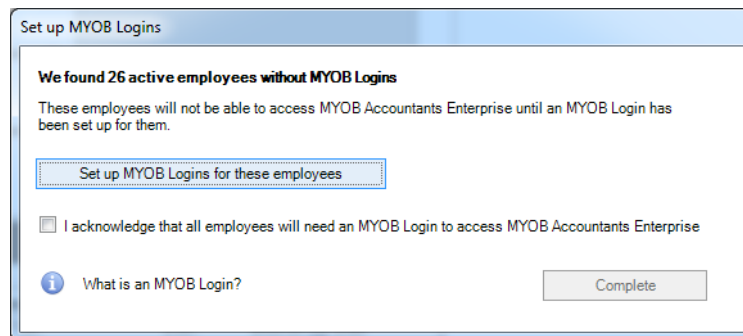 Set up MYOB Logins
We found 26 active employees without MYOB Logins
These employees will not be able to access MYOB Accountants Enterprise until an MYOB Login has
been set up for them.
Set up MYOB Logins for these employees
I acknowledge that all employees will need an MYOB Login to access MYOB Accountants Enterprise
What is an MYOB Login?
Complete